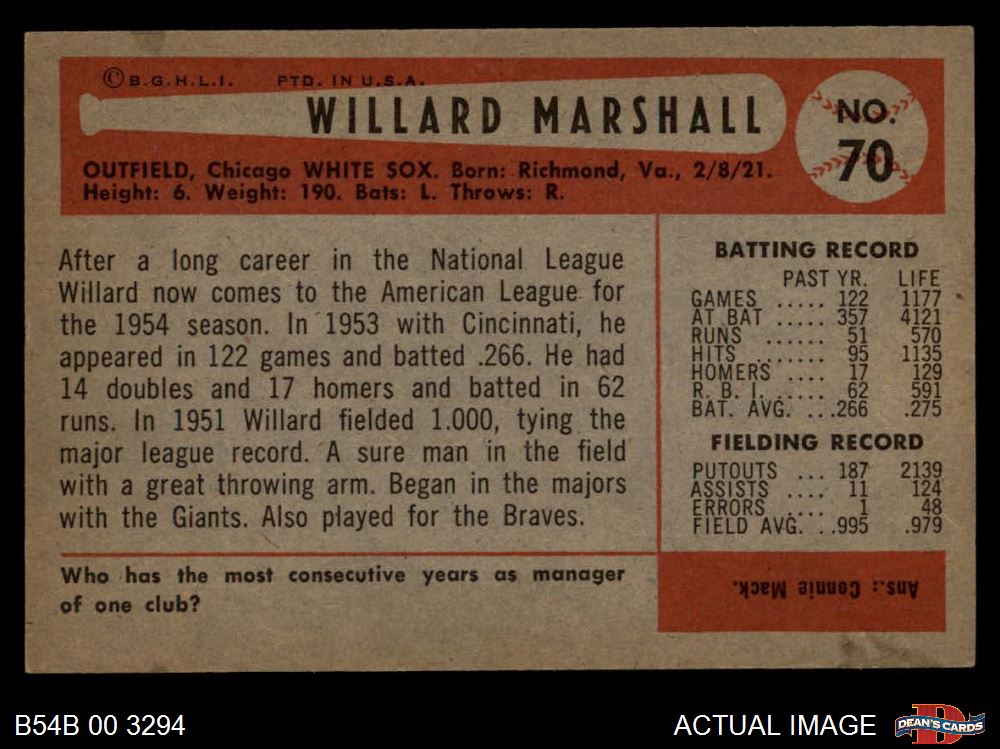 ©B.G.H.L.I. PTD. IN U.S.A.
WILLARD MARSHALL
NO.
70
OUTFIELD, Chicago WHITE SOX. Born: Richmond, Va., 2/8/21.
Height: 6. Weight: 190. Bats: L. Throws: R.
After a long career in the National League
Willard now comes to the American League for
the 1954 season. In 1953 with Cincinnati, he
appeared in 122 games and batted .266. He had
14 doubles and 17 homers and batted in 62
runs. In 1951 Willard fielded 1.000, tying the
major league record. A sure man in the field
with a great throwing arm. Began in the majors
with the Giants. Also played for the Braves.
BATTING RECORD
PAST YR. LIFE
GAMES ..... 122 1177
AT BAT ..... 357 4121
RUNS ...... 51 570
HITS ....... 95 1135
HOMERS .... 17 129
R. B. I. ..... 62 591
BAT. AVG. ...266 .275
FIELDING RECORD
PUTOUTS ... 187 2139
ASSISTS .... 11 124
ERRORS .... 1 48
FIELD AVG. ..995 .979
Who has the most consecutive years as manager
of one club?
Ans.: Connie Mack.
B54B 00 3294
ACTUAL IMAGE
DEAN'S CARDS